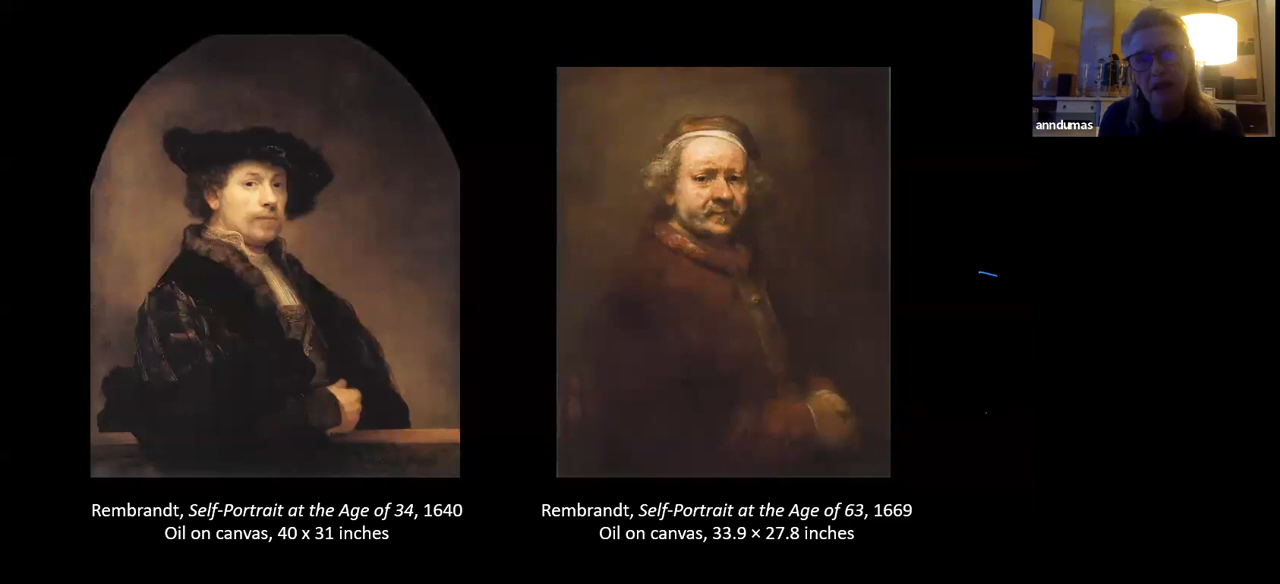 anndumas
Rembrandt, Self-Portrait at the Age of 34, 1640
Oil on canvas, 40 x 31 inches
Rembrandt, Self-Portrait at the Age of 63, 1669
Oil on canvas, 33.9 × 27.8 inches